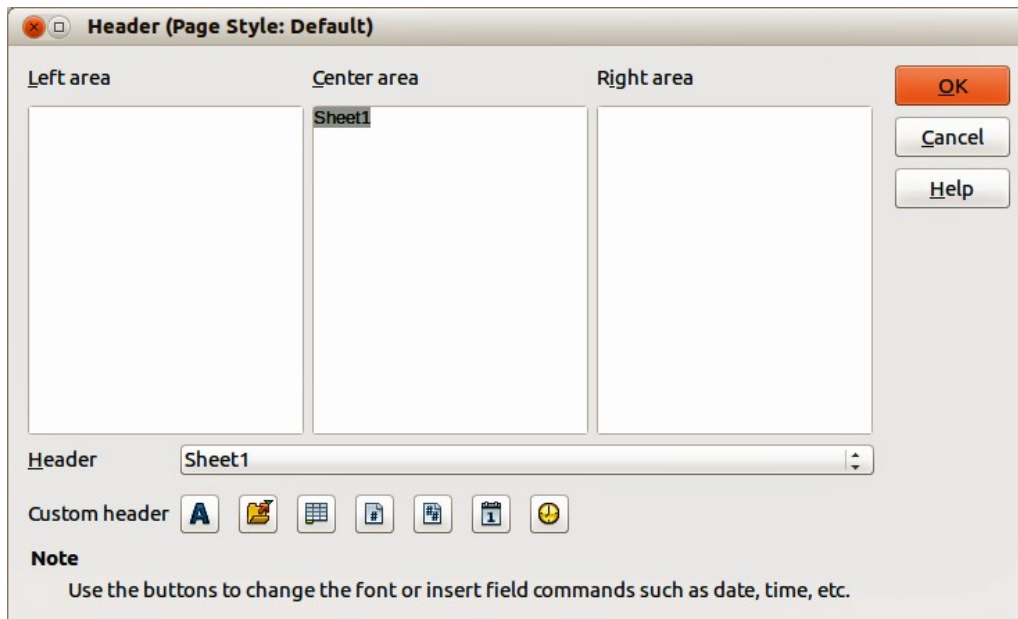 Header (Page Style: Default)
Left area
Center area
Right area
OK
Sheet1
Cancel
Help
Header
Sheet1
Custom header A # ## 1
Note
Use the buttons to change the font or insert field commands such as date, time, etc.